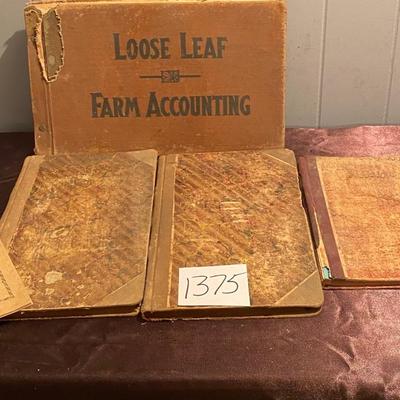 LOOSE LEAF
FARM ACCOUNTING
1375